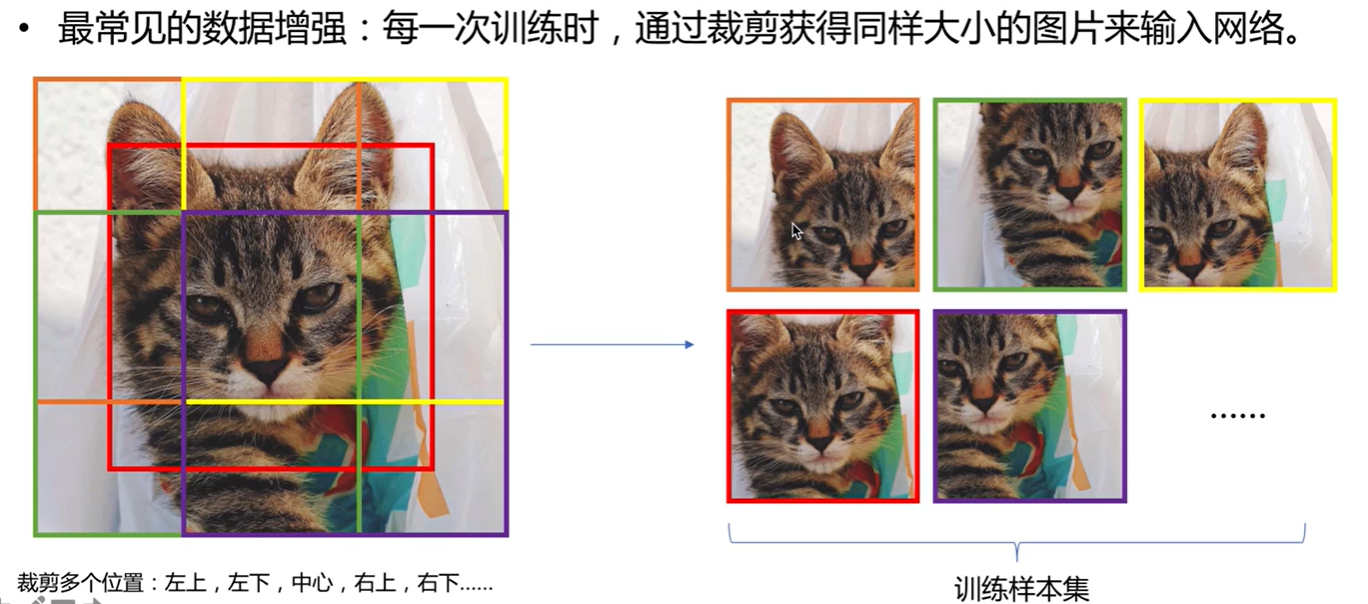 • 最常见的数据增强：每一次训练时，通过裁剪获得同样大小的图片来输入网络。
……
裁剪多个位置：左上，左下，中心，右上，右下……
训练样本集